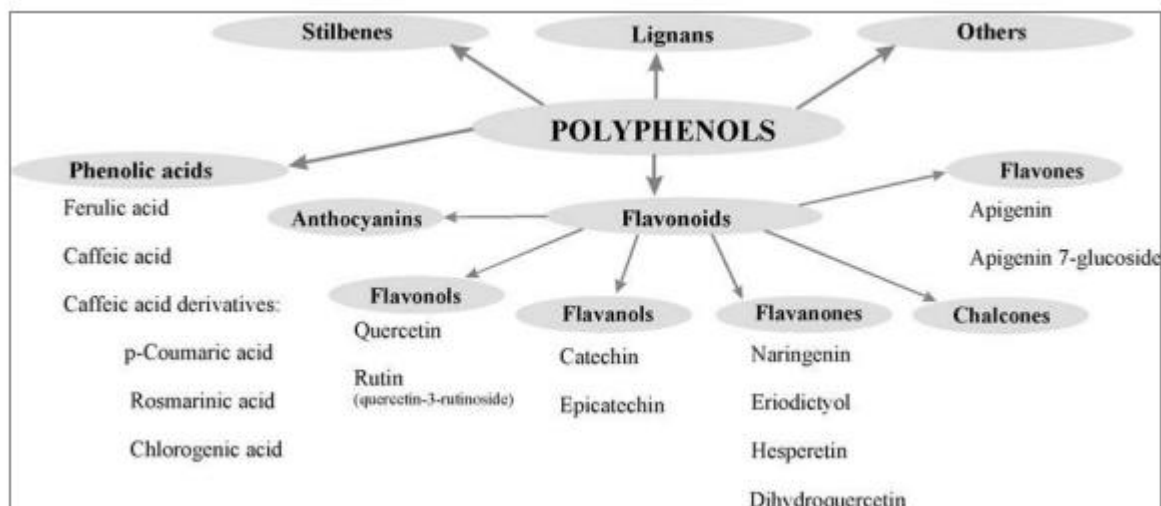 Stilbenes
Lignans
Others
POLYPHENOLS
Phenolic acids
Ferulic acid
Caffeic acid
Caffeic acid derivatives:
p-Coumaric acid
Rosmarinic acid
Chlorogenic acid
Anthocyanins
Flavonoids
Flavones
Apigenin
Apigenin 7-glucoside
Flavonols
Quercetin
Rutin
(quercetin-3-rutinoside)
Flavanols
Catechin
Epicatechin
Flavanones
Naringenin
Eriodictyol
Hesperetin
Dihydroquercetin
Chalcones